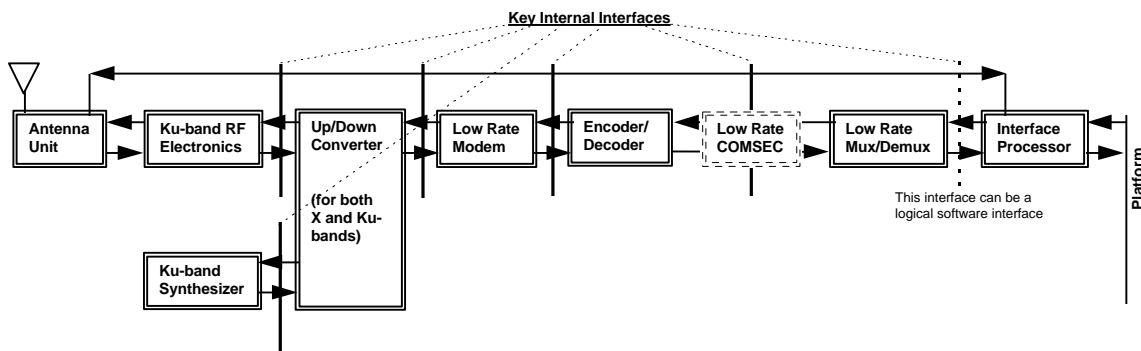 Key Internal Interfaces
Antenna
Unit
Ku-band RF
Electronics
Up/Down
Converter
(for both
X and Ku-
bands)
Low Rate
Modem
Encoder/
Decoder
Low Rate
COMSEC
Low Rate
Mux/Demux
Interface
Processor
Platform
This interface can be a
logical software interface
Ku-band
Synthesizer